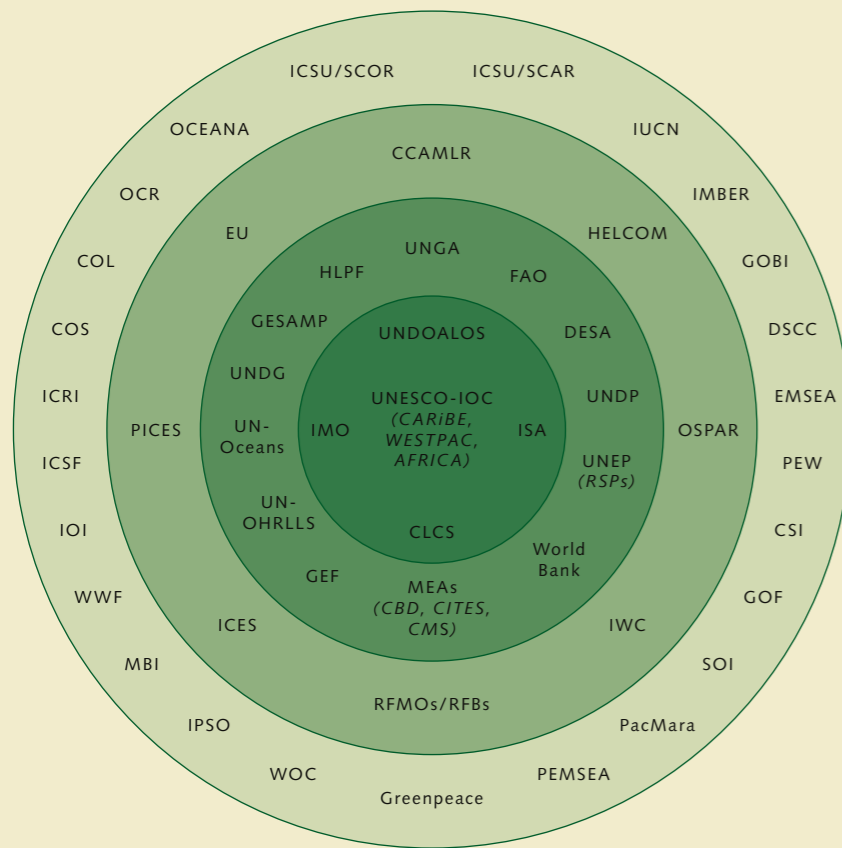 ICSU/SCOR
ICSU/SCAR
OCEANA
IUCN
CCAMLR
OCR
IMBER
EU
HELCOM
UNGA
COL
GOBI
HLPF
FAO
GESAMP
UNDOALOS
DESA
COS
DSCC
UNDG
UNDP
ICRI
UNESCO-IOC
EMSEA
(CARiBE,
WESTPAC,
AFRICA)
PICES
UN-
Oceans
IMO
ISA
OSPAR
ICSF
UNEP
(RSPs)
PEW
UN-
OHRLLS
IOI
CLCS
CSI
World
Bank
GEF
MEAs
(CBD, CITES,
CMS)
WWF
GOF
ICES
IWC
MBI
SOI
RFMOs/RFBs
IPSO
PacMara
WOC
PEMSEA
Greenpeace